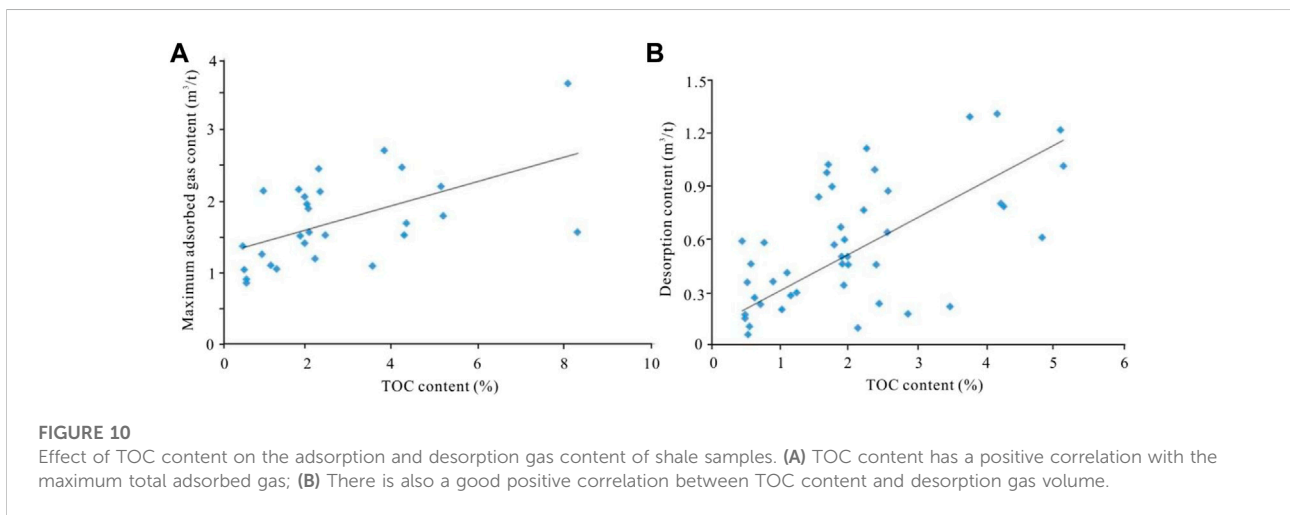 A
Maximum adsorbed gas content (m³/t)
4
3
2
1
0
0 2 4 6 8 10
TOC content (%)
B
Desorption content (m³/t)
1.5
1.2
0.9
0.6
0.3
0
0 1 2 3 4 5 6
TOC content (%)
FIGURE 10
Effect of TOC content on the adsorption and desorption gas content of shale samples. (A) TOC content has a positive correlation with the
maximum total adsorbed gas; (B) There is also a good positive correlation between TOC content and desorption gas volume.